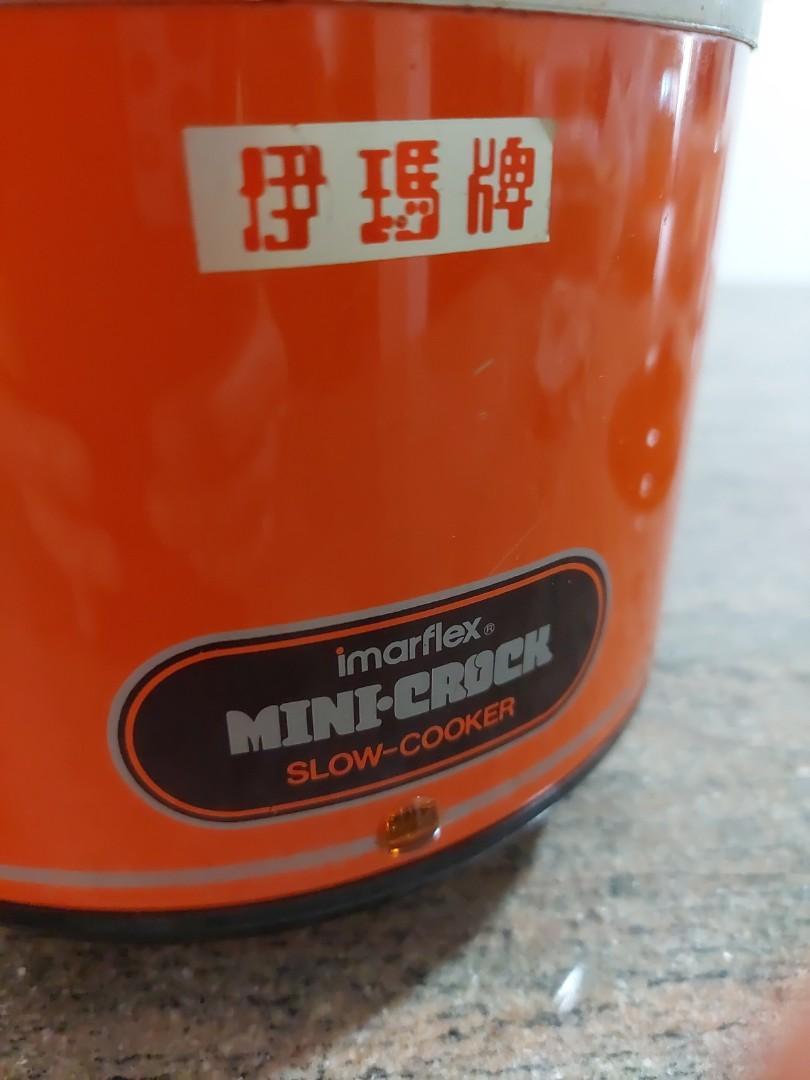 伊瑪牌
imarflex®
MINI·CROCK
SLOW-COOKER